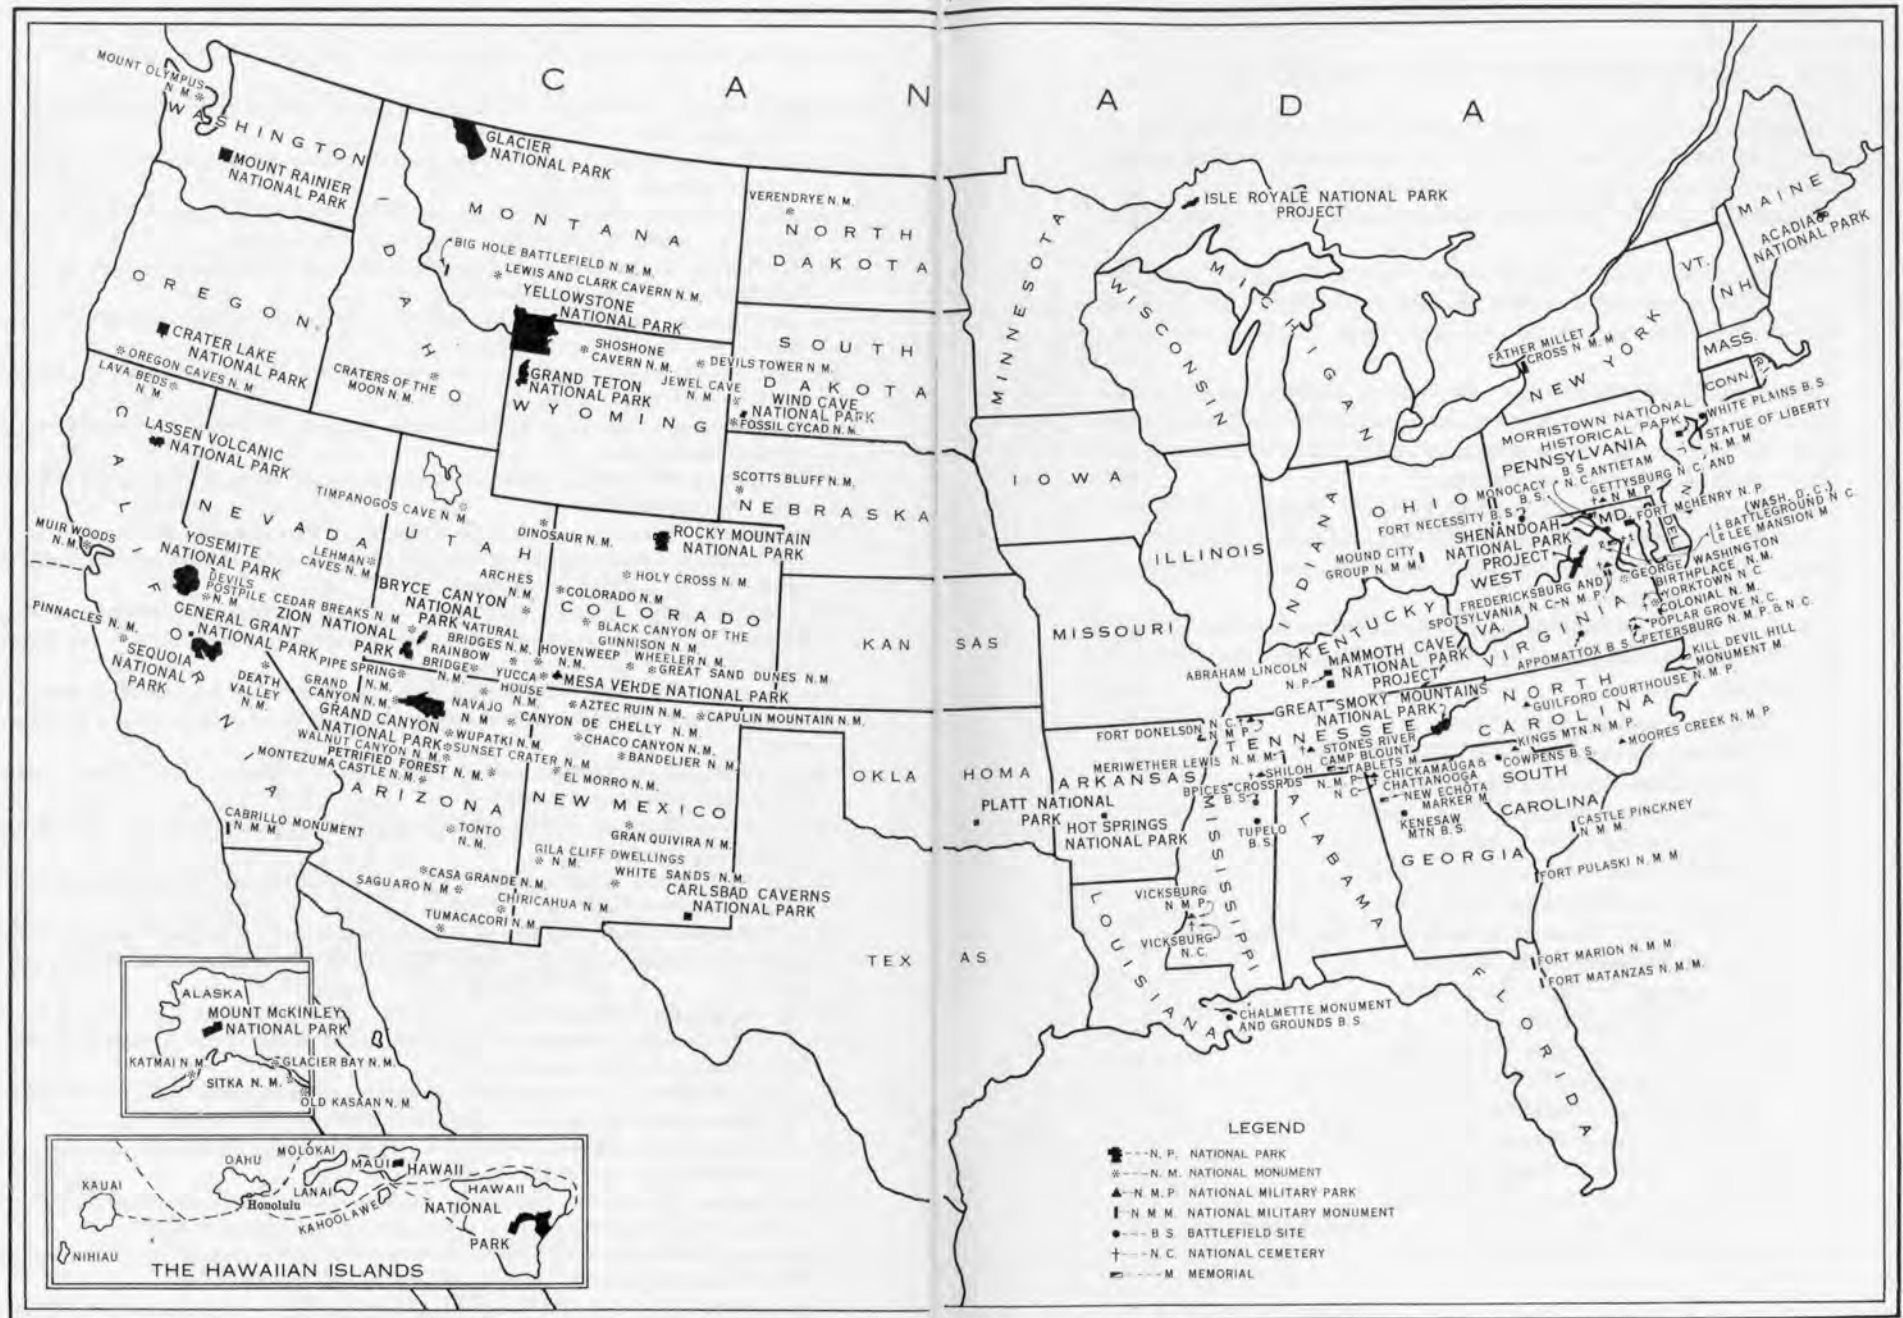 C A N A D A
MOUNT OLYMPUS
N. M.
WASHINGTON
MOUNT RAINIER
NATIONAL PARK
GLACIER
NATIONAL PARK
MONTANA
IDAHO
BIG HOLE BATTLEFIELD N. M. M.
LEWIS AND CLARK CAVERN N. M.
YELLOWSTONE
NATIONAL PARK
OREGON
CRATER LAKE
NATIONAL PARK
OREGON CAVES N. M
LAVA BEDS
N. M.
CRATERS OF THE
MOON N.M.
SHOSHONE
CAVERN N.M.
DEVILS TOWER N M.
GRAND TETON
NATIONAL PARK
WYOMING
JEWEL CAVE
N M.
VERENDRYE N. M.
NORTH
DAKOTA
SOUTH
DAKOTA
WIND CAVE
NATIONAL PARK
FOSSIL CYCAD N. M.
LASSEN VOLCANIC
NATIONAL PARK
CALIFORNIA
NEVADA
UTAH
TIMPANOGOS CAVE N M
SCOTTS BLUFF N. M.
NEBRASKA
MUIR WOODS
N. M.
YOSEMITE
NATIONAL PARK
LEHMAN
CAVES N. M
DINOSAUR N. M.
ROCKY MOUNTAIN
NATIONAL PARK
DEVILS
POSTPILE
N. M.
CEDAR BREAKS N M
BRYCE CANYON
NATIONAL
PARK
ARCHES
N. M.
HOLY CROSS N. M.
COLORADO N.M
COLORADO
BLACK CANYON OF THE
GUNNISON N. M.
PINNACLES N. M.
GENERAL GRANT
NATIONAL PARK
ZION NATIONAL
PARK
NATURAL
BRIDGES N.M.
HOVENWEEP
N. M.
WHEELER N. M.
GREAT SAND DUNES N. M
SEQUOIA
NATIONAL
PARK
DEATH
VALLEY
N. M.
PIPE SPRING
N. M.
RAINBOW
BRIDGE
N. M.
YUCCA
HOUSE
N. M.
MESA VERDE NATIONAL PARK
GRAND
CANYON N. M.
GRAND CANYON
NATIONAL PARK
NAVAJO
N M
AZTEC RUIN N. M.
CAPULIN MOUNTAIN N. M.
CANYON DE CHELLY N. M.
WUPATKI N. M.
CHACO CANYON N. M.
WALNUT CANYON N. M.
SUNSET CRATER N. M
BANDELIER N. M.
PETRIFIED FOREST N. M.
MONTEZUMA CASTLE N. M.
EL MORRO N. M.
ARIZONA
NEW MEXICO
CABRILLO MONUMENT
N. M. M.
TONTO
N. M.
GRAN QUIVIRA N. M.
GILA CLIFF DWELLINGS
N. M.
CASA GRANDE N. M.
WHITE SANDS N. M.
SAGUARO N M
CHIRICAHUA N M.
CARLSBAD CAVERNS
NATIONAL PARK
TUMACACORI N. M.
KAN SAS
OKLA HOMA
PLATT NATIONAL
PARK
TEX AS
MINNESOTA
ISLE ROYALE NATIONAL PARK
PROJECT
WISCONSIN
MICHIGAN
IOWA
ILLINOIS
INDIANA
OHIO
MISSOURI
MAINE
ACADIA
NATIONAL PARK
VT.
NH
MASS.
CONN
R.I.
FATHER MILLET
CROSS N. M. M
NEW YORK
WHITE PLAINS B. S
STATUE OF LIBERTY
N. M. M
MORRISTOWN NATIONAL
HISTORICAL PARK
PENNSYLVANIA
N. J.
MONOCACY
B. S.
B. S
N. C. ANTIETAM
GETTYSBURG N. C. AND
N. M. P.
FORT NECESSITY B. S
MD.
FORT McHENRY N. P.
DEL
(WASH., D. C.)
BATTLEGROUND N C.
LEE MANSION M.
SHENANDOAH
NATIONAL PARK
PROJECT
MOUND CITY
GROUP N M M
WEST
VA.
GEORGE WASHINGTON
BIRTHPLACE N. M.
FREDERICKSBURG AND
SPOTSYLVANIA N.C-N M P.
YORKTOWN N C.
COLONIAL N. M.
POPLAR GROVE N C.
PETERSBURG N M P. & N C.
VIRGINIA
APPOMATTOX B S
KENTUCKY
ABRAHAM LINCOLN
N. P.
MAMMOTH CAVE
NATIONAL PARK
PROJECT
KILL DEVIL HILL
MONUMENT M.
GREAT SMOKY MOUNTAINS
NATIONAL PARK
NORTH
CAROLINA
GUILFORD COURTHOUSE N. M. P.
FORT DONELSON N. C.
N M P
TENNESSEE
STONES RIVER
KINGS MTN. N. M. P.
MOORES CREEK N. M. P
MERIWETHER LEWIS N. M. M.
SHILOH
CAMP BLOUNT
TABLETS M
COWPENS B. S.
ARKANSAS
BRICES CROSSRDS
B. S.
N. M. P.
N C
CHICKAMAUGA &
CHATTANOOGA
NEW ECHOTA
MARKER M
SOUTH
CAROLINA
HOT SPRINGS
NATIONAL PARK
TUPELO
B. S.
KENESAW
MTN B. S.
CASTLE PINCKNEY
N M M.
MISSISSIPPI
ALABAMA
GEORGIA
FORT PULASKI N. M. M
VICKSBURG
N M P
VICKSBURG
N. C.
LOUISIANA
CHALMETTE MONUMENT
AND GROUNDS B. S
FORT MARION N. M M.
FORT MATANZAS N. M. M.
FLORIDA
ALASKA
MOUNT McKINLEY
NATIONAL PARK
KATMAI N. M.
GLACIER BAY N. M.
SITKA N. M.
OLD KASAAN N. M.
KAUAI
NIHIAU
OAHU
Honolulu
MOLOKAI
LANAI
MAUI
KAHOOLAWE
HAWAII
NATIONAL
PARK
HAWAII
THE HAWAIIAN ISLANDS
LEGEND
N. P. NATIONAL PARK
N. M. NATIONAL MONUMENT
N. M. P NATIONAL MILITARY PARK
N M M. NATIONAL MILITARY MONUMENT
B S BATTLEFIELD SITE
N. C. NATIONAL CEMETERY
M MEMORIAL